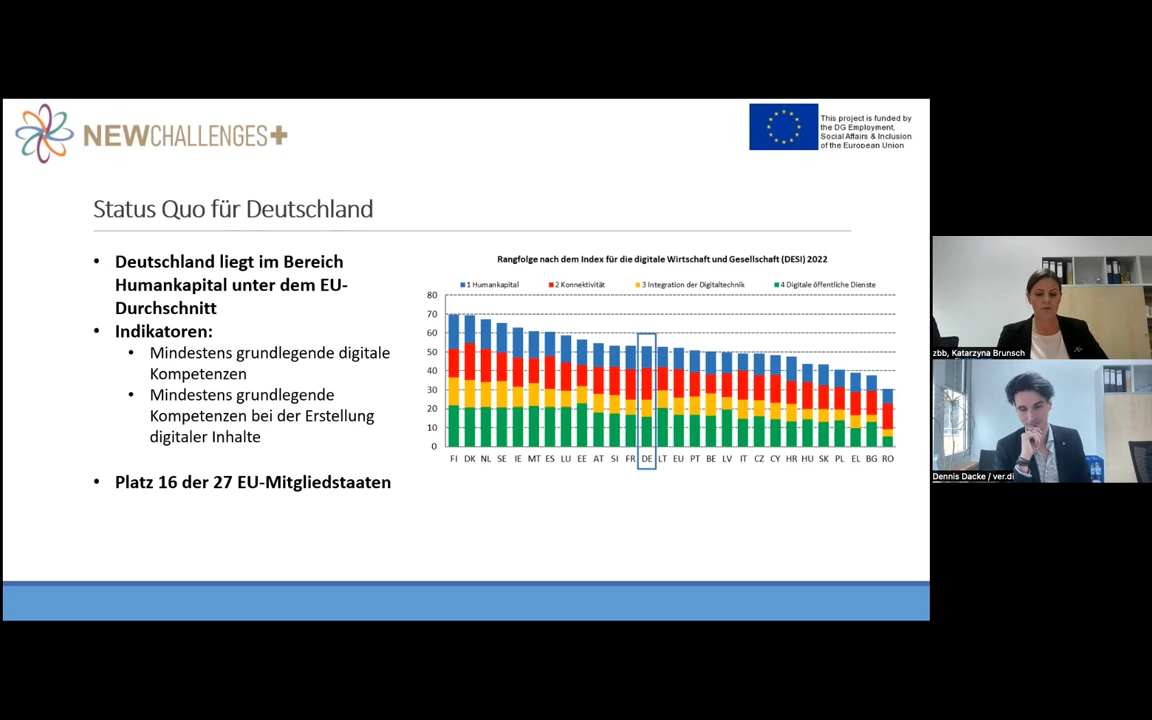 NEWCHALLENGES+
This project is funded by
the DG Employment,
Social Affairs & Inclusion
of the European Union
Status Quo für Deutschland
• Deutschland liegt im Bereich
Humankapital unter dem EU-
Durchschnitt
• Indikatoren:
• Mindestens grundlegende digitale
Kompetenzen
• Mindestens grundlegende
Kompetenzen bei der Erstellung
digitaler Inhalte
• Platz 16 der 27 EU-Mitgliedstaaten
Rangfolge nach dem Index für die digitale Wirtschaft und Gesellschaft (DESI) 2022
1 Humankapital 2 Konnektivität 3 Integration der Digitaltechnik 4 Digitale öffentliche Dienste
80
70
60
50
40
30
20
10
0
FI DK NL SE IE MT ES LU EE AT SI FR DE LT EU PT BE LV IT CZ CY HR HU SK PL EL BG RO
zbb, Katarzyna Brunsch
Dennis Dacke / ver.di